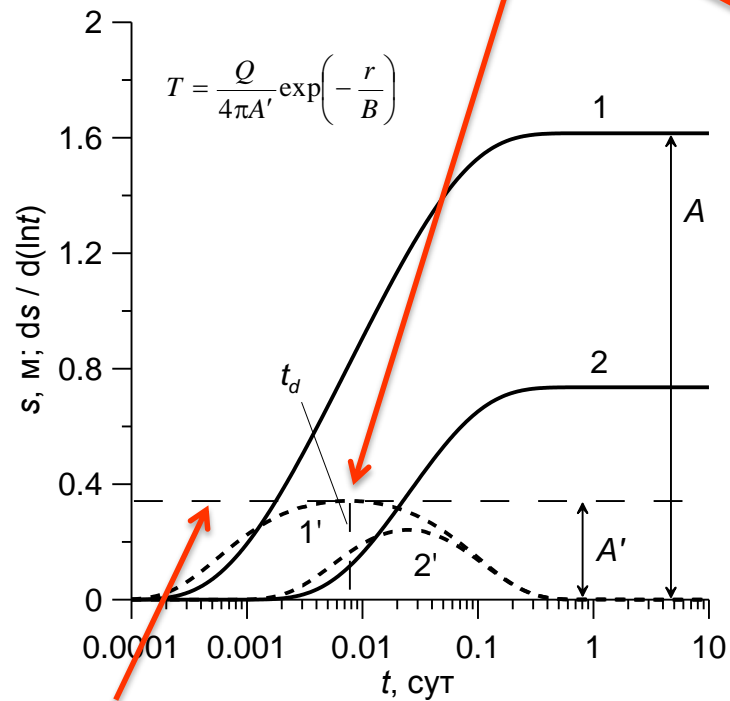 2
T = Q / 4πA′ exp(− r / B)
1
1.6
A
s, м; ds / d(lnt)
1.2
2
0.8
t_d
0.4
1'
A′
2'
0
0.0001 0.001 0.01 0.1 1 10
t, сут